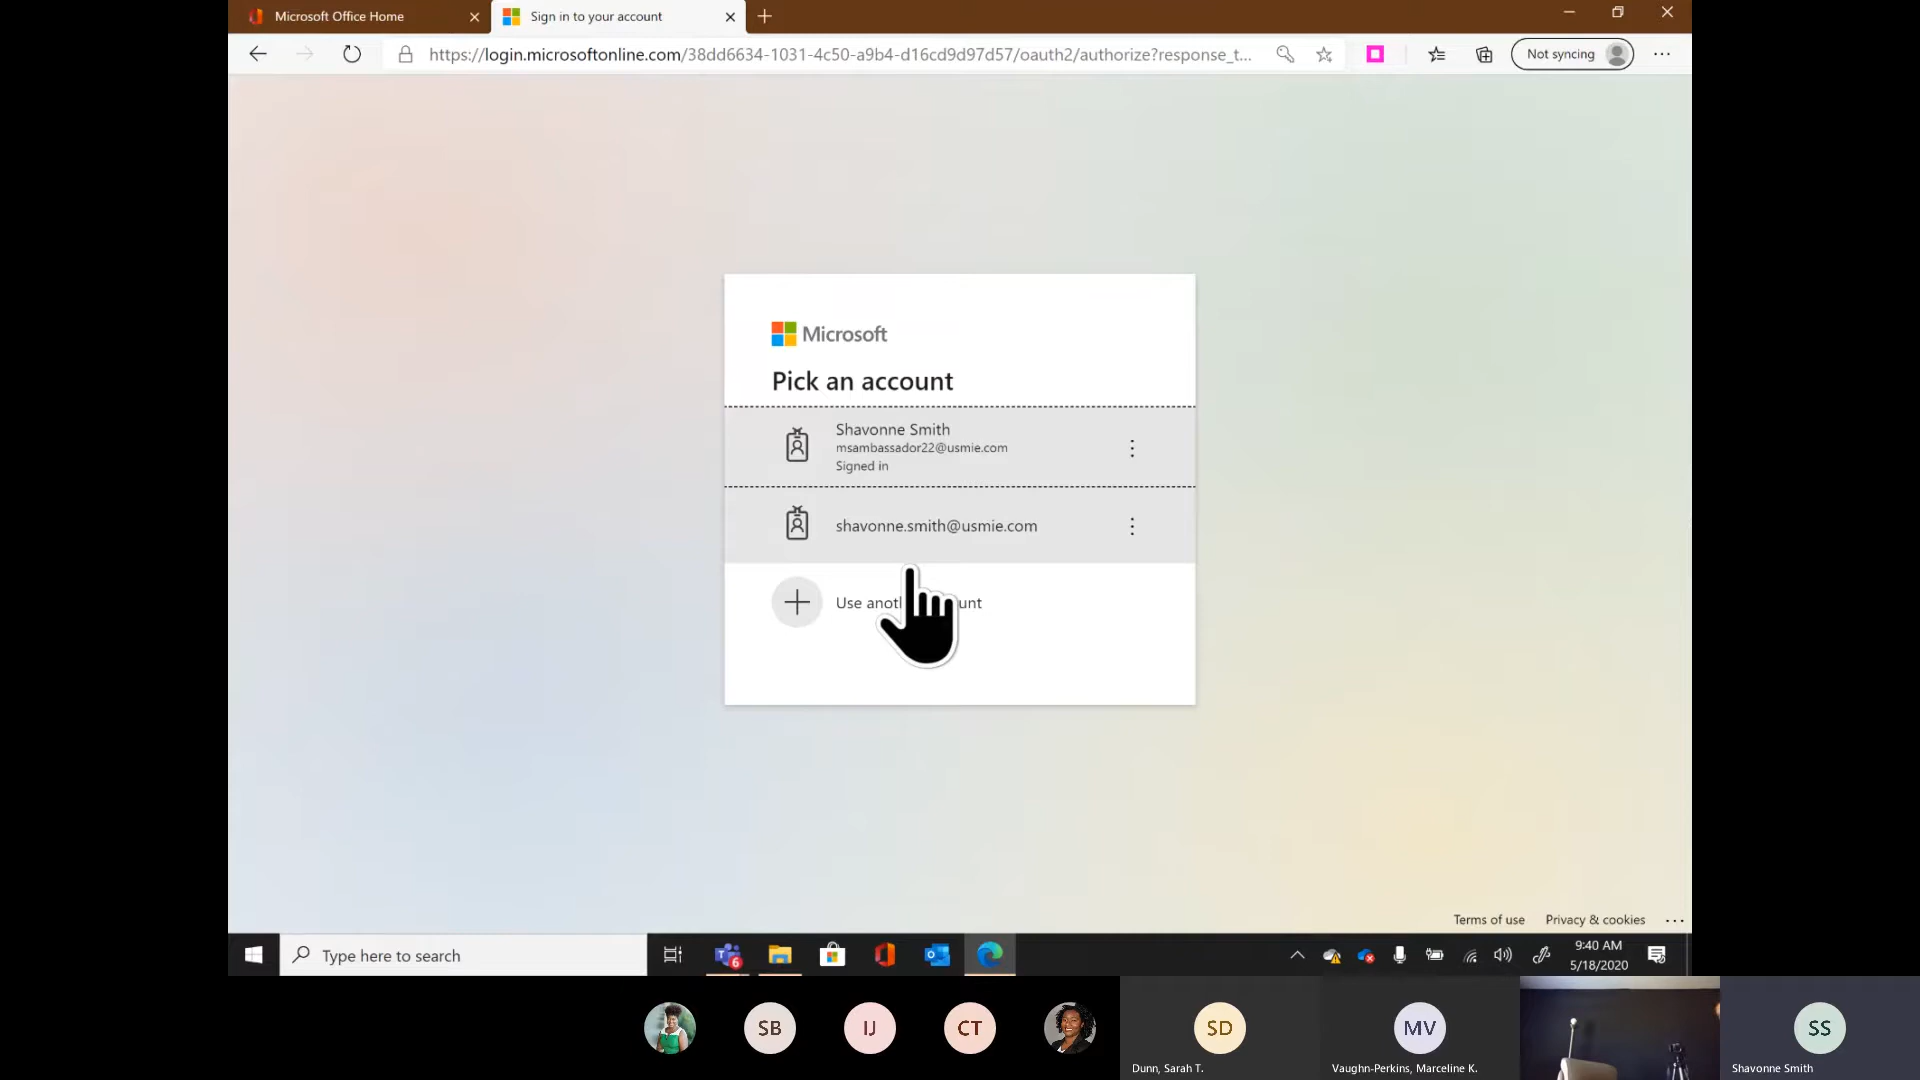 Microsoft Office Home
Sign in to your account
https://login.microsoftonline.com/38dd6634-1031-4c50-a9b4-d16cd9d97d57/oauth2/authorize?response_t...
Not syncing
Microsoft
Pick an account
Shavonne Smith
msambassador22@usmie.com
Signed in
shavonne.smith@usmie.com
Use
Terms of use
Privacy & cookies
Type here to search
6
9:40 AM
5/18/2020
SB
IJ
CT
SD
MV
SS
Dunn, Sarah T.
Vaughn-Perkins, Marceline K.
Shavonne Smith